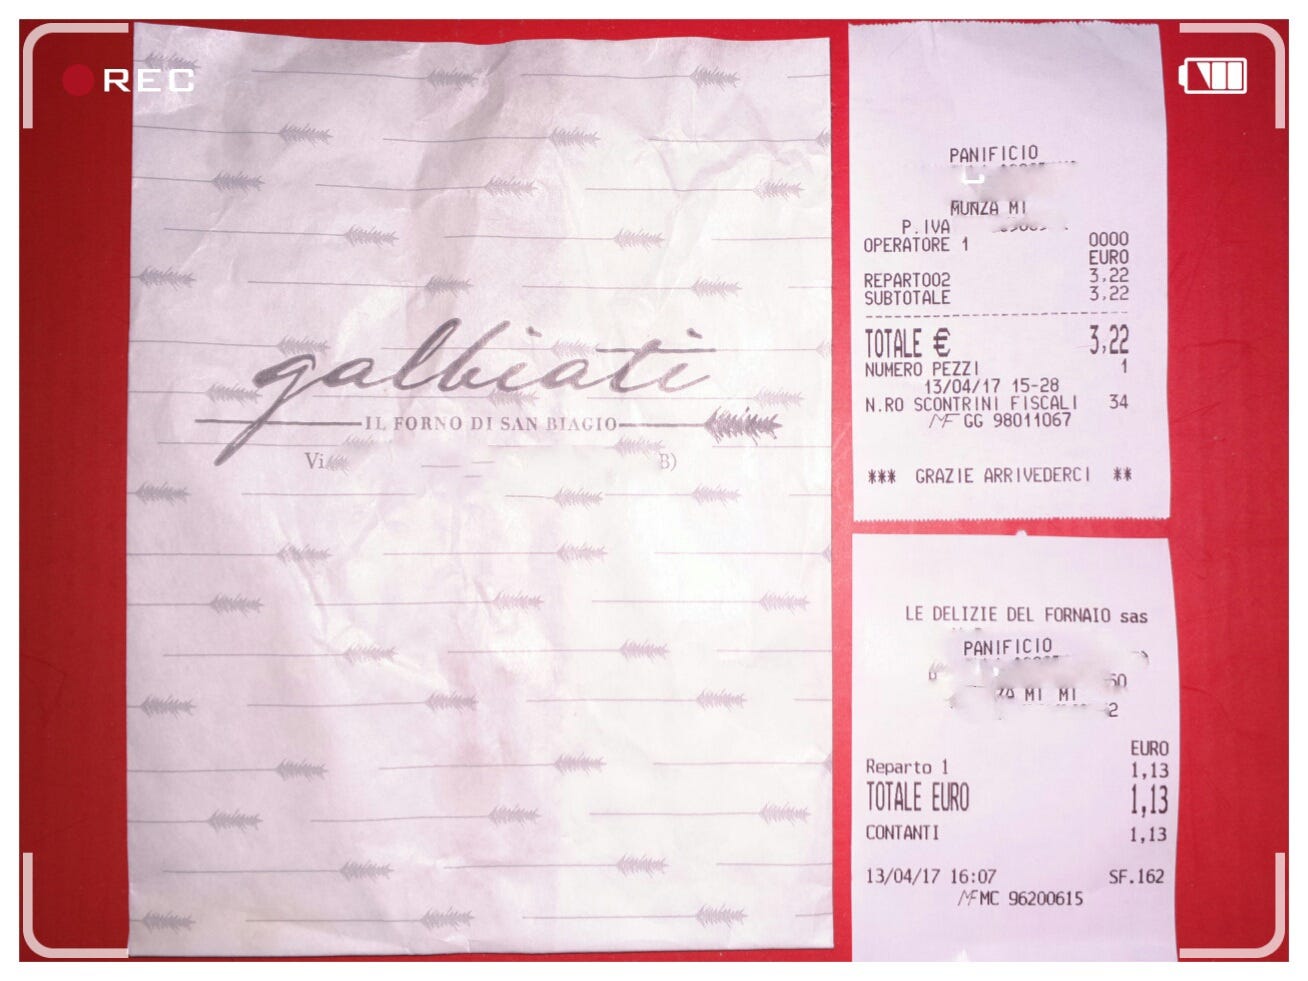 REC
galbiati
IL FORNO DI SAN BIAGIO
PANIFICIO
MUNZA MI
P.IVA
OPERATORE 1 0000
EURO
REPARTO02 3,22
SUBTOTALE 3,22
TOTALE € 3,22
NUMERO PEZZI 1
13/04/17 15-28
N.RO SCONTRINI FISCALI 34
MF GG 98011067
*** GRAZIE ARRIVEDERCI **
LE DELIZIE DEL FORNAIO sas
PANIFICIO
MI MI
EURO
Reparto 1 1,13
TOTALE EURO 1,13
CONTANTI 1,13
13/04/17 16:07 SF.162
MF MC 96200615